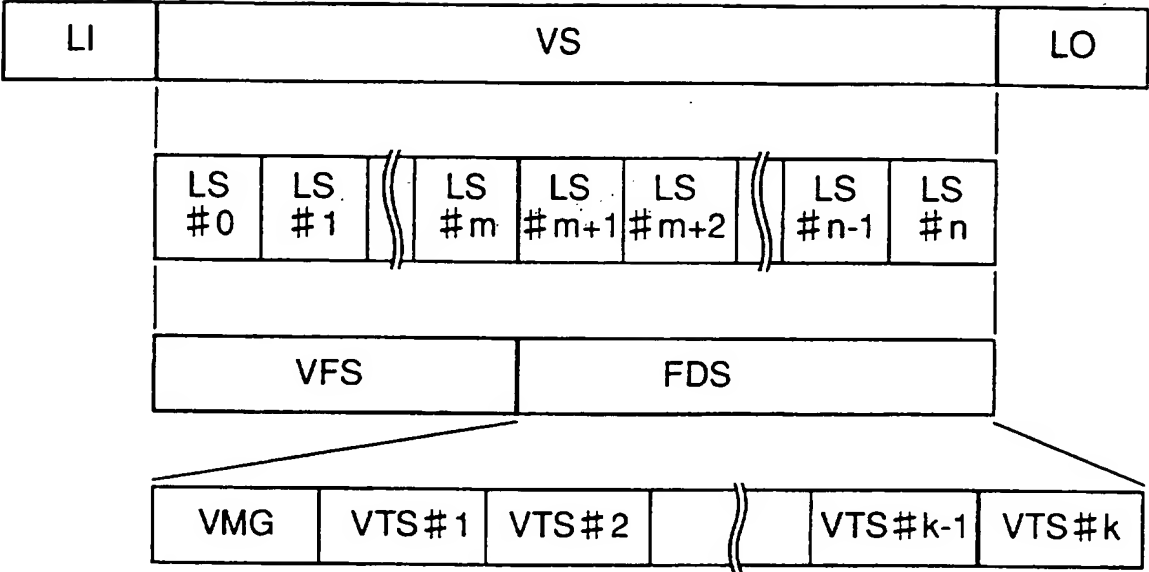 LI VS LO
LS LS LS LS LS LS LS
#0 #1 #m #m+1 #m+2 #n-1 #n
VFS FDS
VMG VTS#1 VTS#2 VTS#k-1 VTS#k